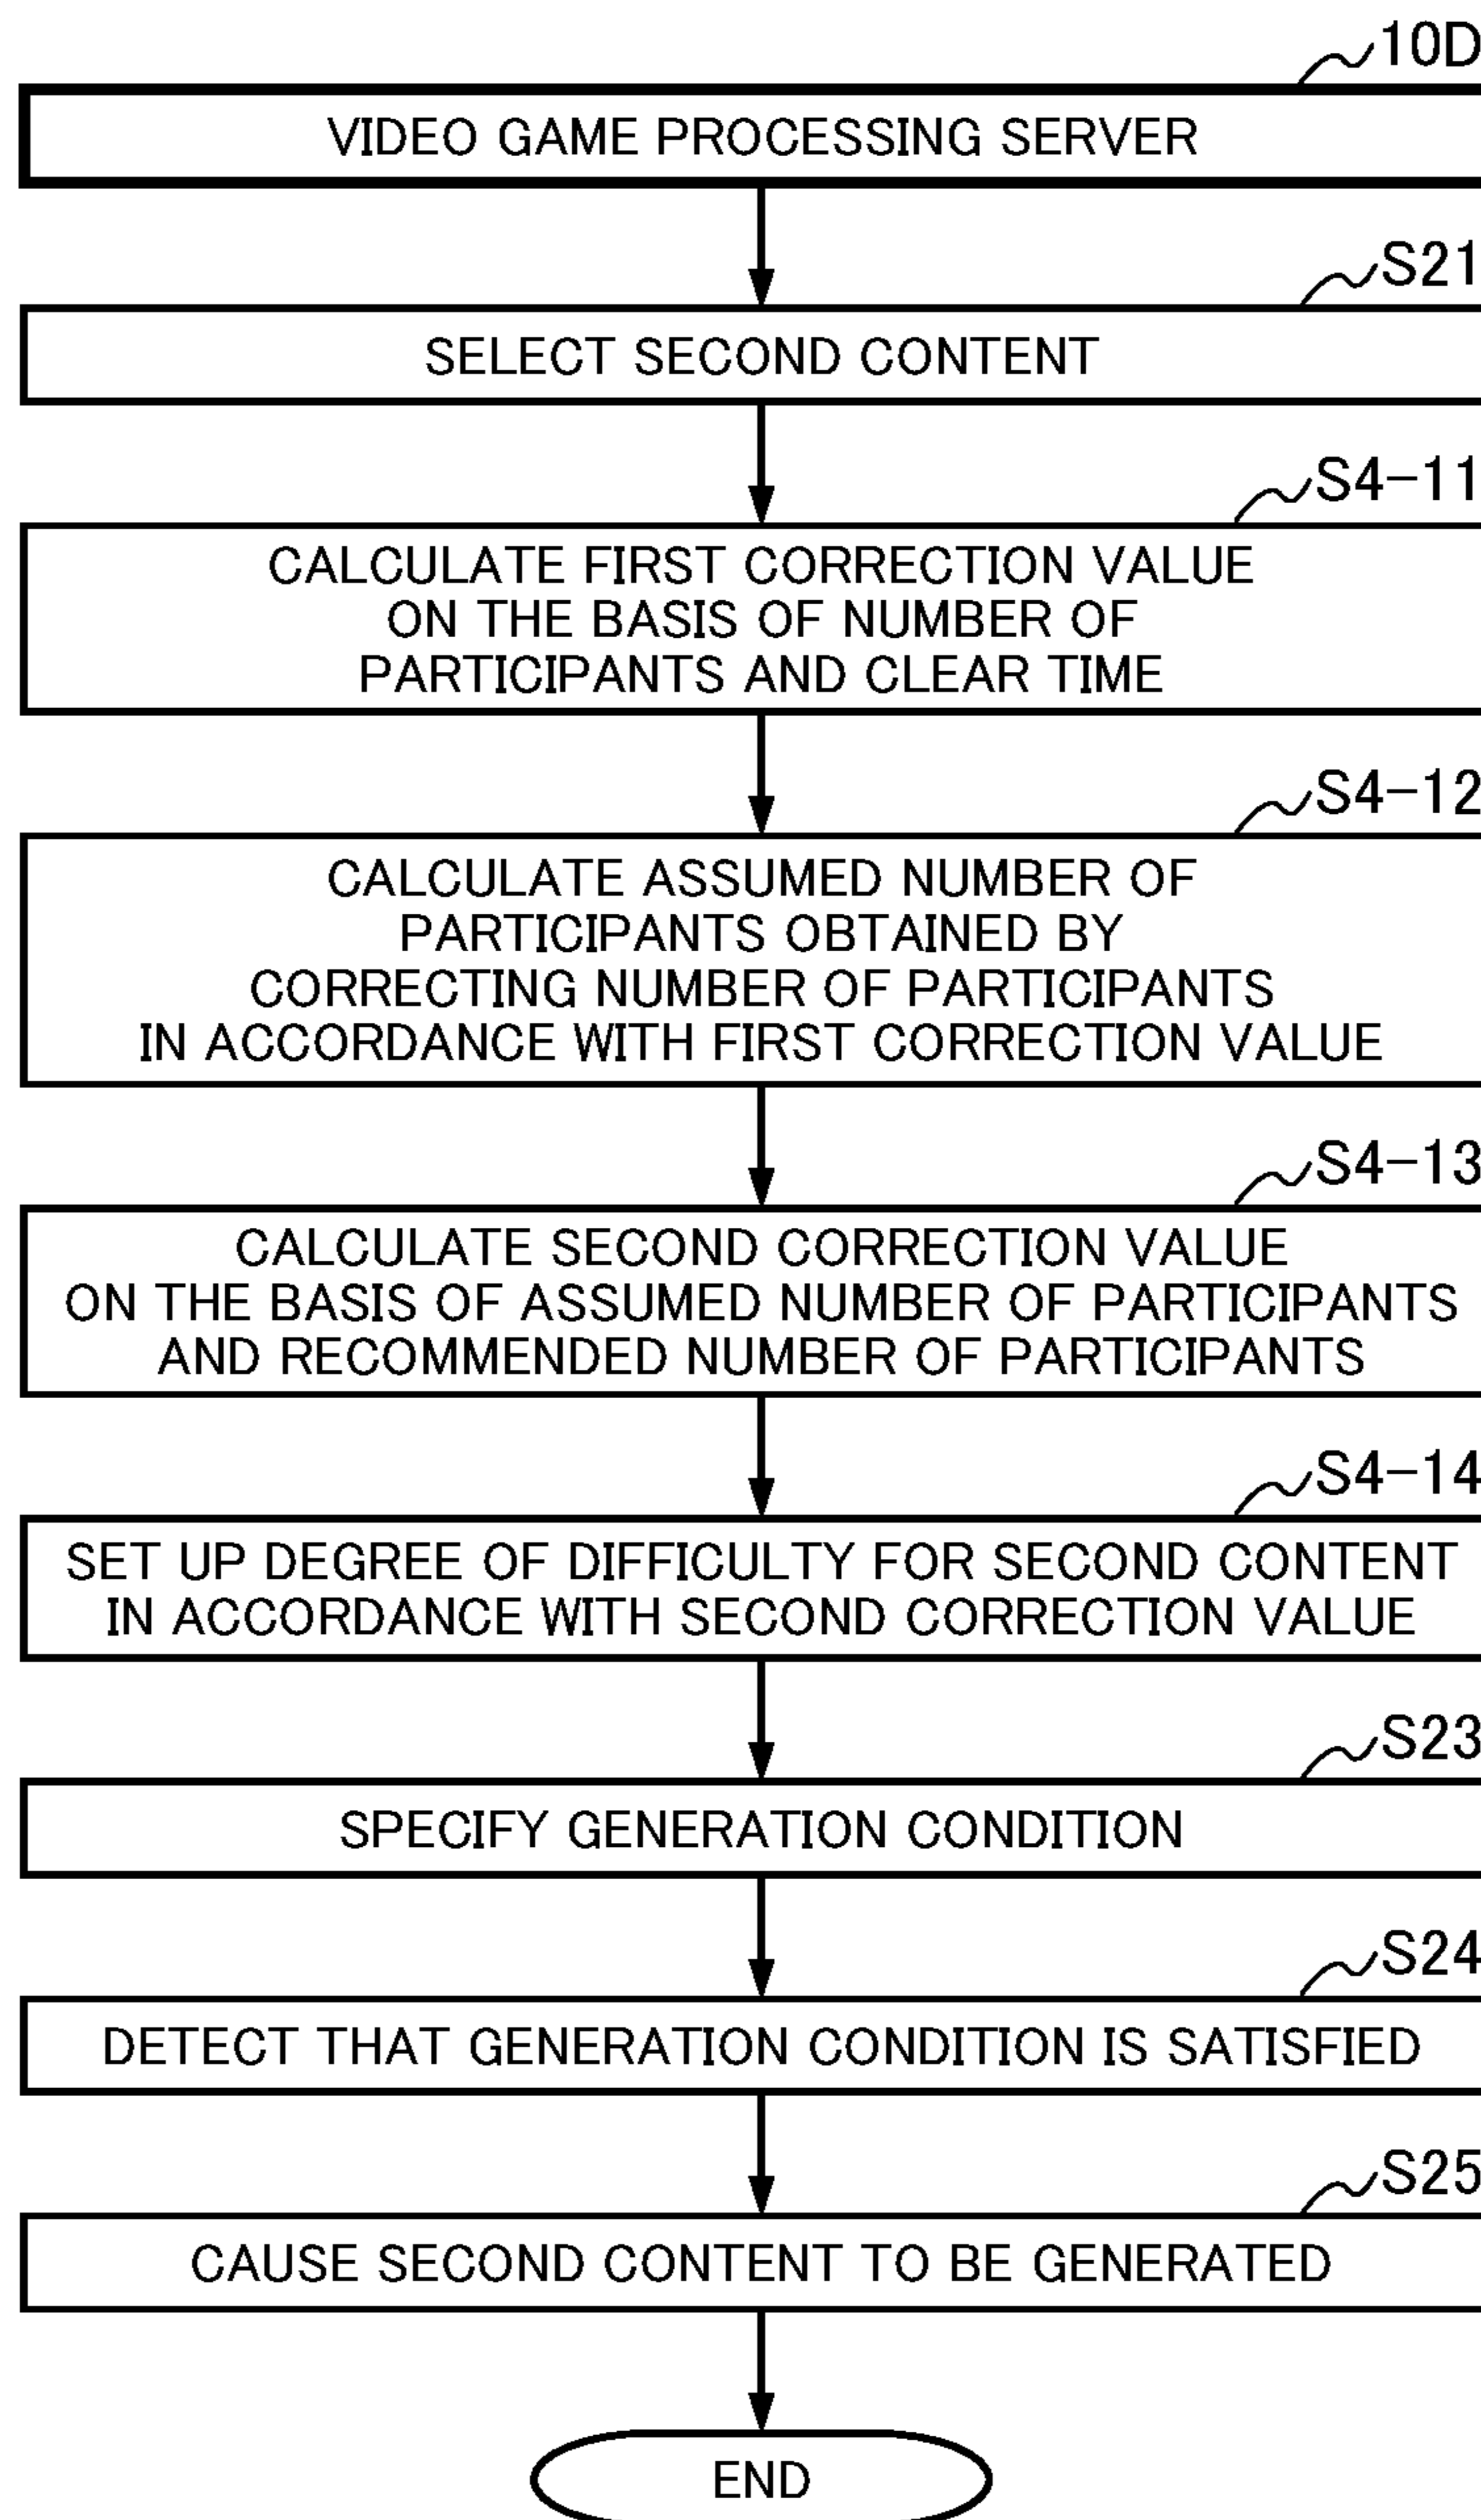 10D
VIDEO GAME PROCESSING SERVER
S21
SELECT SECOND CONTENT
S4-11
CALCULATE FIRST CORRECTION VALUE
ON THE BASIS OF NUMBER OF
PARTICIPANTS AND CLEAR TIME
S4-12
CALCULATE ASSUMED NUMBER OF
PARTICIPANTS OBTAINED BY
CORRECTING NUMBER OF PARTICIPANTS
IN ACCORDANCE WITH FIRST CORRECTION VALUE
S4-13
CALCULATE SECOND CORRECTION VALUE
ON THE BASIS OF ASSUMED NUMBER OF PARTICIPANTS
AND RECOMMENDED NUMBER OF PARTICIPANTS
S4-14
SET UP DEGREE OF DIFFICULTY FOR SECOND CONTENT
IN ACCORDANCE WITH SECOND CORRECTION VALUE
S23
SPECIFY GENERATION CONDITION
S24
DETECT THAT GENERATION CONDITION IS SATISFIED
S25
CAUSE SECOND CONTENT TO BE GENERATED
END